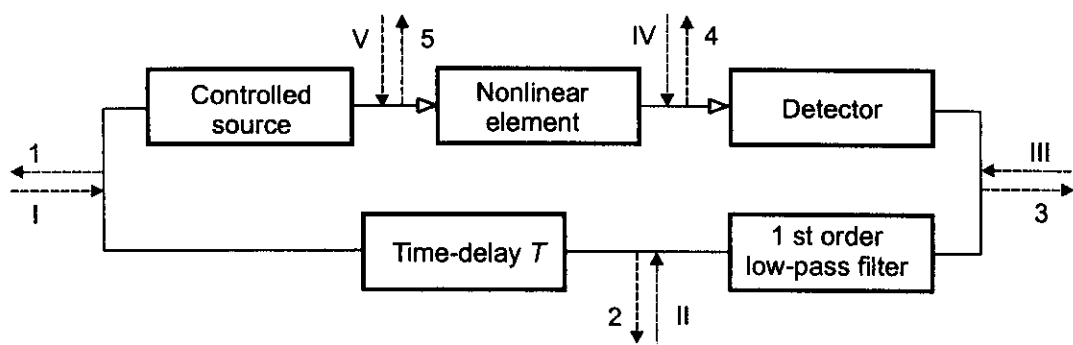 V
5
IV
4
Controlled
source
Nonlinear
element
Detector
1
I
III
3
Time-delay T
1 st order
low-pass filter
2
II